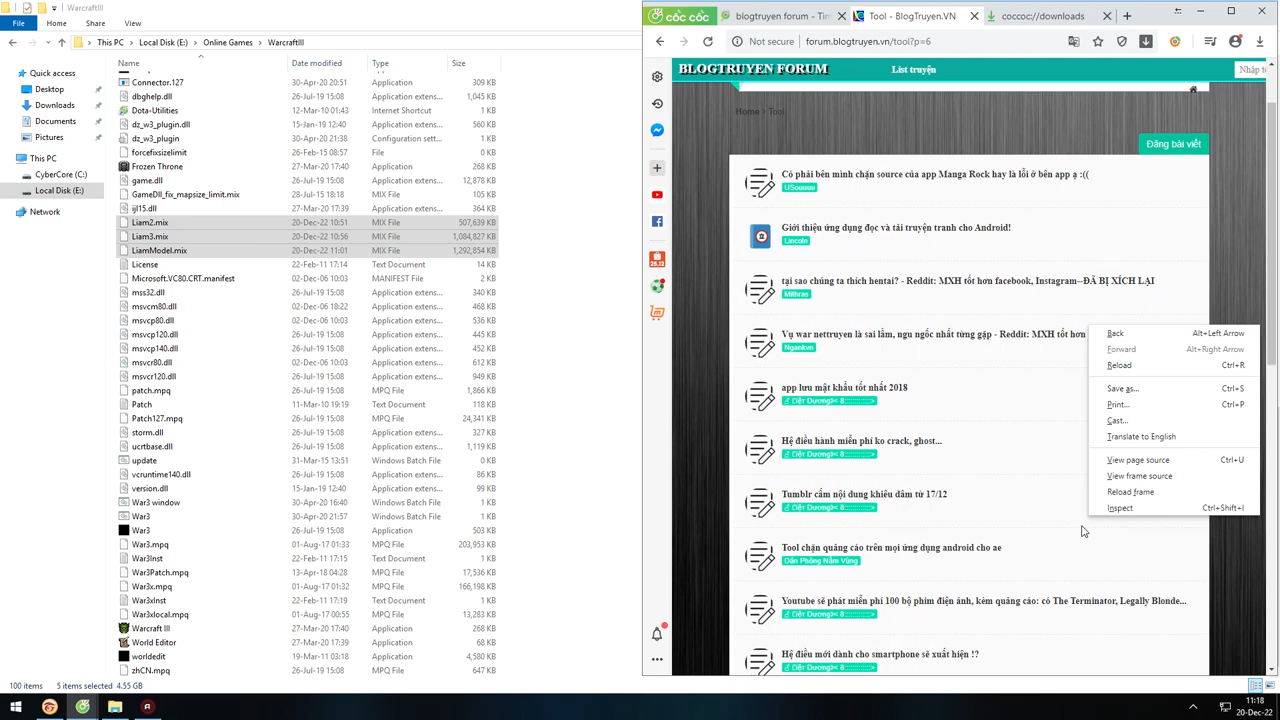 WarcraftIII
File
Home
Share
View
This PC
Local Disk (E:)
Online Games
WarcraftIII
Name
Date modified
Type
Size
Quick access
Desktop
Downloads
Documents
Pictures
This PC
CyberCore (C:)
Local Disk (E:)
Network
Connector.127 30-Apr-20 20:51 Application 309 KB
dbghelp.dll 26-Jul-19 15:08 Application extens... 1,045 KB
Dota-Utilities 12-Mar-10 01:43 Internet Shortcut 1 KB
dz_w3_plugin.dll 15-Jan-19 12:40 Application extens... 560 KB
dz_w3_plugin 30-Apr-20 21:38 Configuration sett... 1 KB
forcefixsizelimit 26-Feb-15 08:57 File 0 KB
Frozen Throne 27-Mar-20 17:40 Application 268 KB
game.dll 26-Jul-19 15:08 Application extens... 12,878 KB
GameDll_fix_mapsize_limit.mix 28-Jul-15 18:18 MIX File 105 KB
ijl15.dll 26-Jul-19 15:08 Application extens... 364 KB
Liam2.mix 20-Dec-22 10:51 MIX File 507,639 KB
Liam3.mix 20-Dec-22 10:56 MIX File 1,084,827 KB
LiamModel.mix 20-Dec-22 11:01 MIX File 1,292,854 KB
License 22-Feb-11 17:14 Text Document 14 KB
Microsoft.VC80.CRT.manifest 02-Dec-06 10:03 MANIFEST File 2 KB
mss32.dll 26-Jul-19 15:08 Application extens... 340 KB
msvcm80.dll 02-Dec-06 18:22 Application extens... 468 KB
msvcp80.dll 02-Dec-06 10:03 Application extens... 536 KB
msvcp120.dll 26-Jul-19 15:08 Application extens... 445 KB
msvcp140.dll 26-Jul-19 15:08 Application extens... 452 KB
msvcr80.dll 02-Dec-06 10:03 Application extens... 612 KB
msvcr120.dll 26-Jul-19 15:08 Application extens... 949 KB
patch.mpq 26-Jul-19 15:08 MPQ File 1,866 KB
Patch 11-Mar-10 19:19 Text Document 118 KB
Patch127.mpq 26-Jul-19 15:08 MPQ File 24,341 KB
storm.dll 26-Jul-19 15:08 Application extens... 327 KB
ucrtbase.dll 26-Jul-19 15:08 Application extens... 1,119 KB
update 31-Mar-15 13:51 Windows Batch File 0 KB
vcruntime140.dll 26-Jul-19 15:08 Application extens... 86 KB
version.dll 15-Jan-19 12:40 Application extens... 90 KB
War3 window 30-Apr-20 16:40 Windows Batch File 0 KB
War3 30-Apr-20 21:57 Windows Batch File 0 KB
War3 26-Jul-19 15:08 Application 503 KB
War3.mpq 01-Aug-17 01:33 MPQ File 203,953 KB
War3Inst 22-Feb-11 17:15 Text Document 2 KB
War3Patch.mpq 13-Apr-18 04:28 MPQ File 17,536 KB
War3x.mpq 01-Aug-17 01:32 MPQ File 166,198 KB
War3xInst 22-Feb-11 17:19 Text Document 2 KB
War3xlocal.mpq 01-Aug-17 00:55 MPQ File 13,283 KB
Warcraft III 27-Mar-20 17:40 Application 268 KB
World Editor 27-Mar-20 17:39 Application 68 KB
worldedit 19-Mar-11 03:18 Application 4,580 KB
zhCN.mpq 26-Jul-19 15:08 MPQ File 647 KB
100 items 5 items selected 4.55 GB
cốc cốc
blogtruyen forum - Tìm
Tool - BlogTruyen.VN
coccoc://downloads
Not secure
forum.blogtruyen.vn/tool?p=6
BLOGTRUYEN FORUM
List truyện
Nhập t
Home › Tool
Đăng bài viết
Có phải bên mình chặn source của app Manga Rock hay là lỗi ở bên app ạ :((
USouuuu
Giới thiệu ứng dụng đọc và tải truyện tranh cho Android!
Lincoln
tại sao chúng ta thích hentai? - Reddit: MXH tốt hơn facebook, Instagram--ĐÃ BỊ XÍCH LẠI
Mithras
Vụ war nettruyen là sai lầm, ngu ngốc nhất từng gặp - Reddit: MXH tốt hơn
Ngankvn
app lưu mật khẩu tốt nhất 2018
Hệ điều hành miễn phí ko crack, ghost...
Tumblr cấm nội dung khiêu dâm từ 17/12
Tool chặn quảng cáo trên mọi ứng dụng android cho ae
Dân Phòng Nằm Vùng
Youtube sẽ phát miễn phí 100 bộ phim điện ảnh, kèm quảng cáo: có The Terminator, Legally Blonde...
Hệ điều mới dành cho smartphone sẽ xuất hiện !?
Back Alt+Left Arrow
Forward Alt+Right Arrow
Reload Ctrl+R
Save as... Ctrl+S
Print... Ctrl+P
Cast...
Translate to English
View page source Ctrl+U
View frame source
Reload frame
Inspect Ctrl+Shift+I
11:18
20-Dec-22